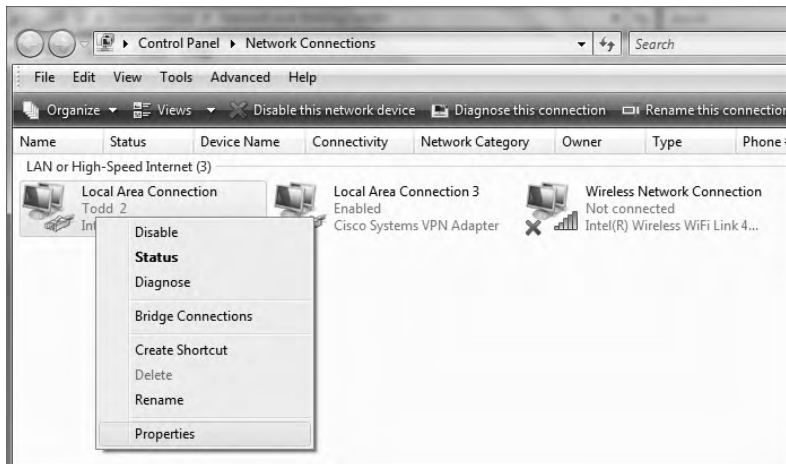 Control Panel ▸ Network Connections Search
File Edit View Tools Advanced Help
Organize Views Disable this network device Diagnose this connection Rename this connection
Name Status Device Name Connectivity Network Category Owner Type Phone
LAN or High-Speed Internet (3)
Local Area Connection Local Area Connection 3 Wireless Network Connection
Todd 2 Enabled Not connected
Cisco Systems VPN Adapter Intel(R) Wireless WiFi Link 4...
Disable
Status
Diagnose
Bridge Connections
Create Shortcut
Delete
Rename
Properties